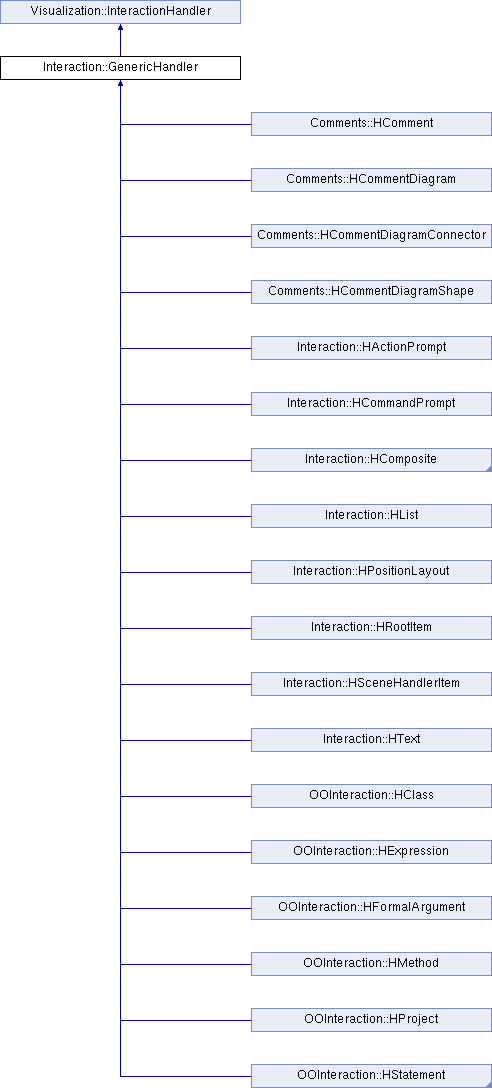 Visualization::InteractionHandler
Interaction::GenericHandler
Comments::HComment
Comments::HCommentDiagram
Comments::HCommentDiagramConnector
Comments::HCommentDiagramShape
Interaction::HActionPrompt
Interaction::HCommandPrompt
Interaction::HComposite
Interaction::HList
Interaction::HPositionLayout
Interaction::HRootItem
Interaction::HSceneHandlerItem
Interaction::HText
OOInteraction::HClass
OOInteraction::HExpression
OOInteraction::HFormalArgument
OOInteraction::HMethod
OOInteraction::HProject
OOInteraction::HStatement